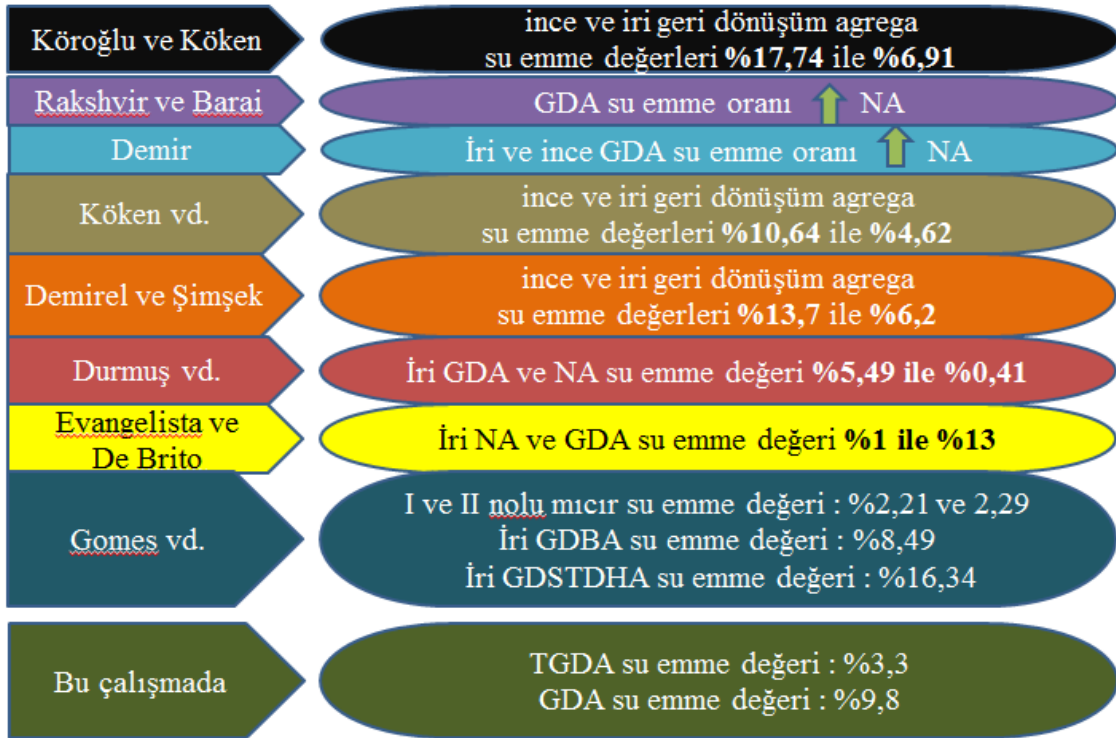 Köroğlu ve Köken
ince ve iri geri dönüşüm agrega
su emme değerleri %17,74 ile %6,91
Rakshvir ve Barai
GDA su emme oranı NA
Demir
İri ve ince GDA su emme oranı NA
Köken vd.
ince ve iri geri dönüşüm agrega
su emme değerleri %10,64 ile %4,62
Demirel ve Şimşek
ince ve iri geri dönüşüm agrega
su emme değerleri %13,7 ile %6,2
Durmuş vd.
İri GDA ve NA su emme değeri %5,49 ile %0,41
Evangelista ve
De Brito
İri NA ve GDA su emme değeri %1 ile %13
Gomes vd.
I ve II nolu mıcır su emme değeri : %2,21 ve 2,29
İri GDBA su emme değeri : %8,49
İri GDSTDHA su emme değeri : %16,34
Bu çalışmada
TGDA su emme değeri : %3,3
GDA su emme değeri : %9,8